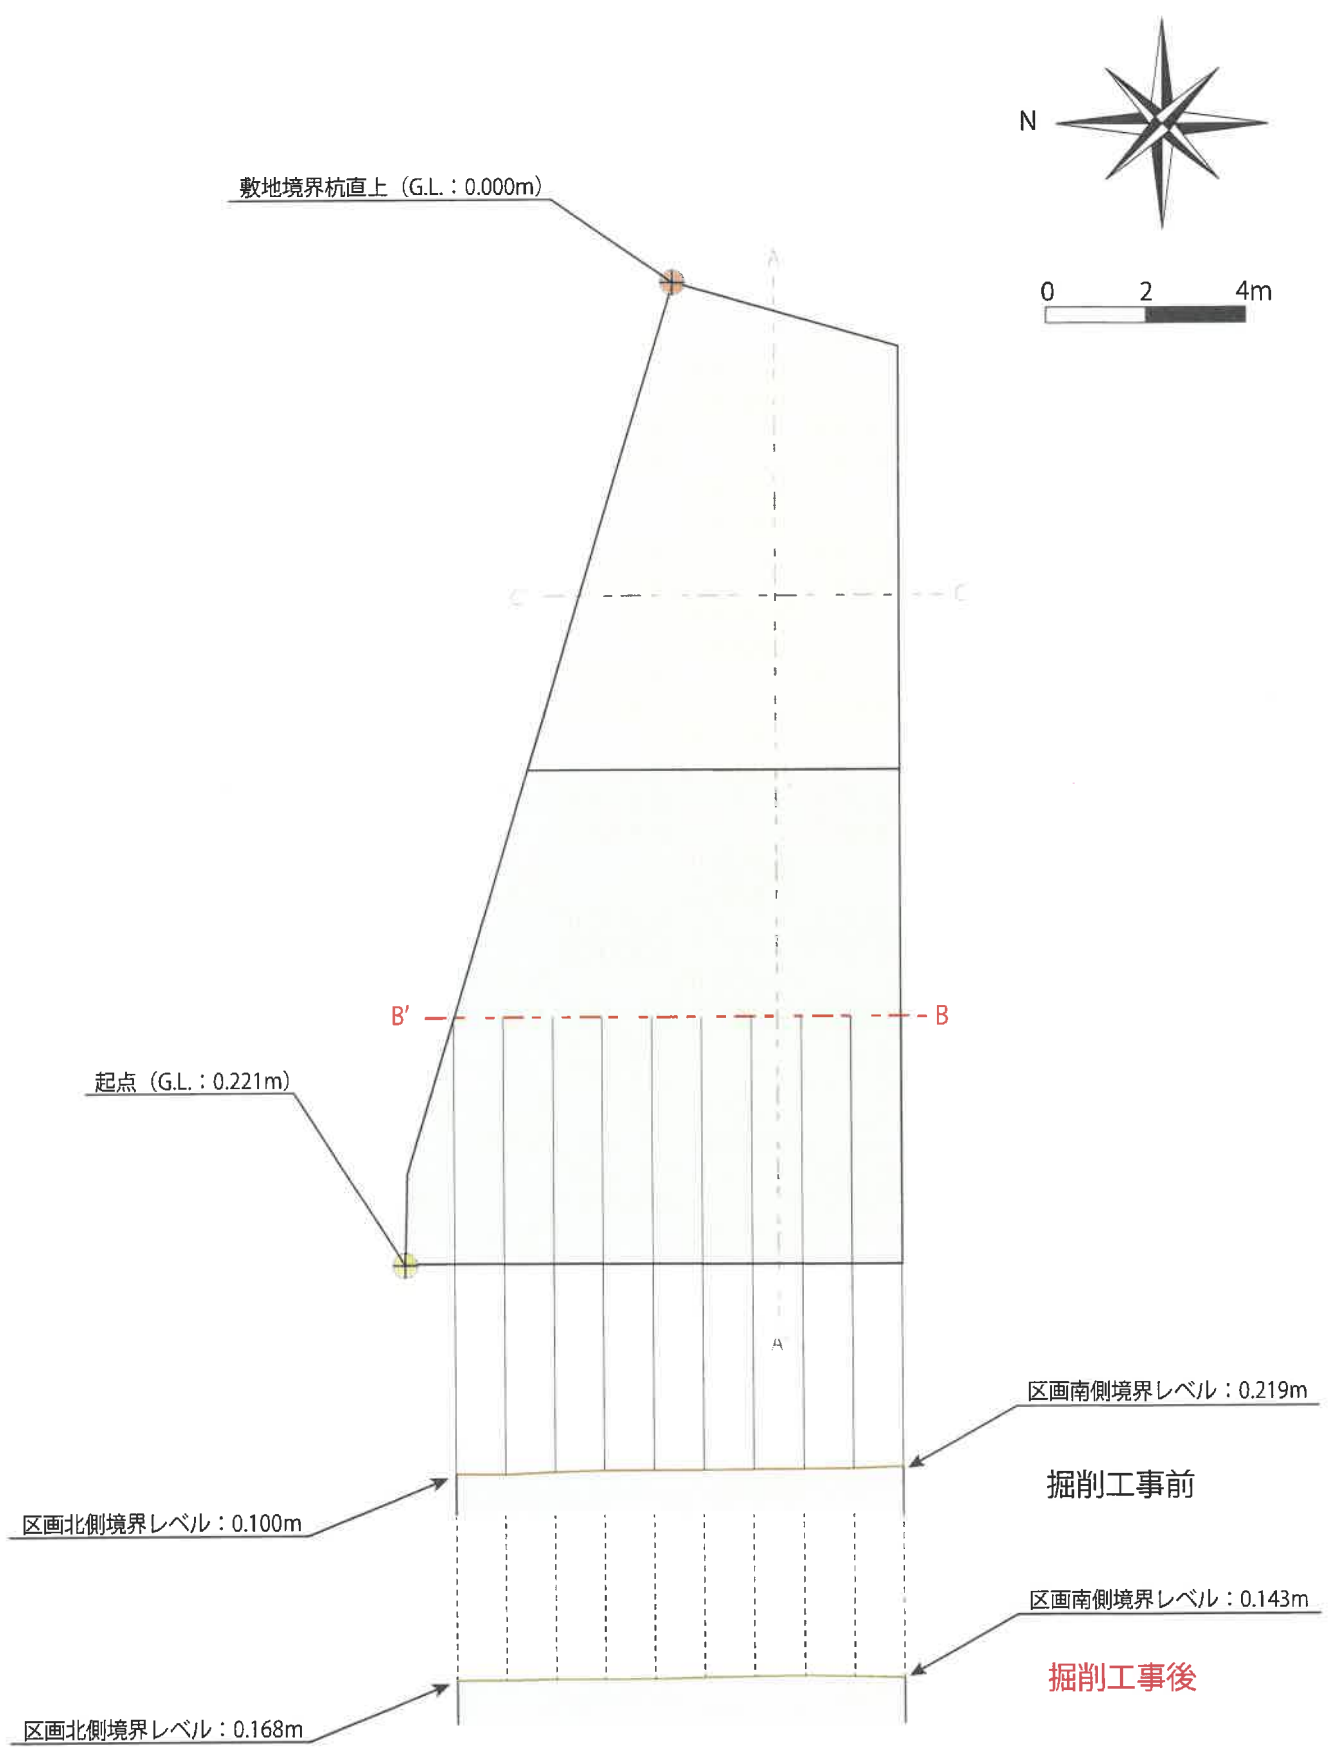 N
敷地境界杭直上（G.L.：0.000m）
A
0 2 4m
C C
B' B
起点（G.L.：0.221m）
A
区画南側境界レベル：0.219m
掘削工事前
区画北側境界レベル：0.100m
区画南側境界レベル：0.143m
掘削工事後
区画北側境界レベル：0.168m